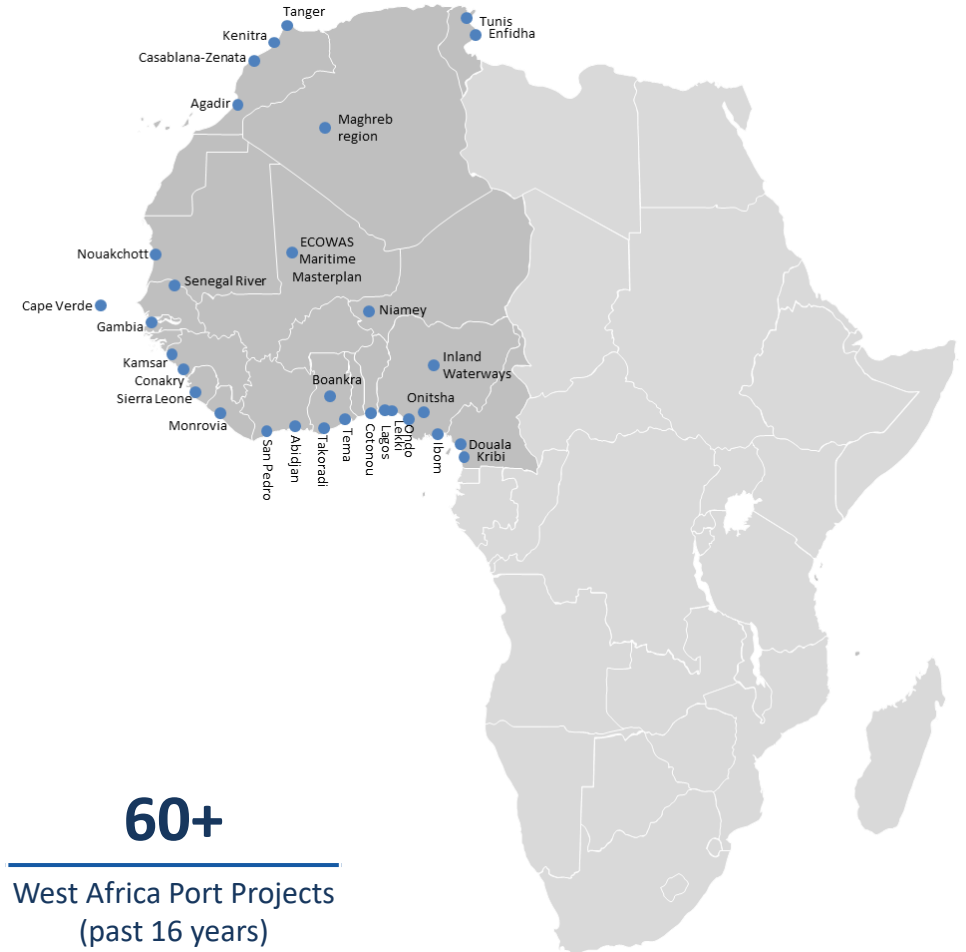 Tanger
Tunis
Kenitra
Enfidha
Casablana-Zenata
Agadir
Maghreb
region
Nouakchott
ECOWAS
Maritime
Masterplan
Senegal River
Cape Verde
Niamey
Gambia
Kamsar
Inland
Waterways
Conakry
Boankra
Sierra Leone
Onitsha
Monrovia
San Pedro
Abidjan
Takoradi
Tema
Cotonou
Lagos
Lekki
Ondo
Ibom
Douala
Kribi
60+
West Africa Port Projects
(past 16 years)